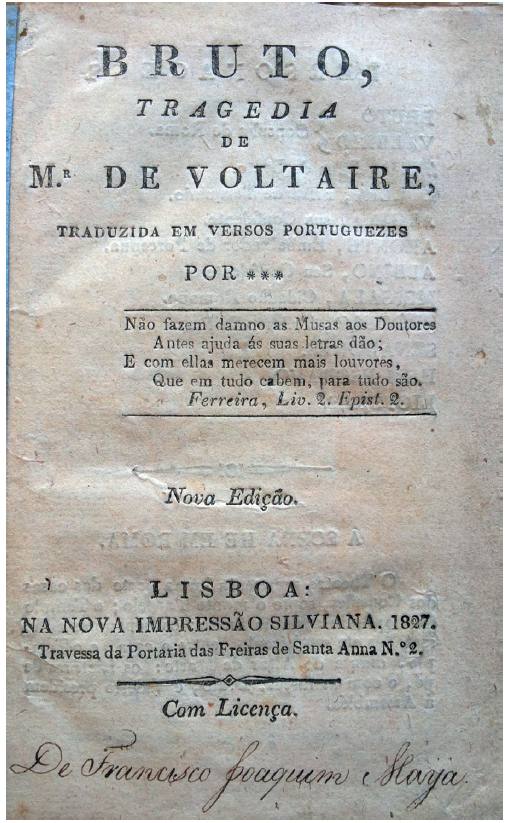 BRUTO,
TRAGEDIA
DE
M.R DE VOLTAIRE,
TRADUZIDA EM VERSOS PORTUGUEZES
POR ***
Não fazem damno as Musas aos Doutores
Antes ajuda ás suas letras dão;
E com ellas merecem mais louvores,
Que em tudo cabem, para tudo são.
Ferreira, Liv. 2. Epist. 2.
Nova Edição.
LISBOA:
NA NOVA IMPRESSÃO SILVIANA. 1827.
Travessa da Portaria das Freiras de Santa Anna N.º 2.
Com Licença.
De Francisco Joaquim Maya.